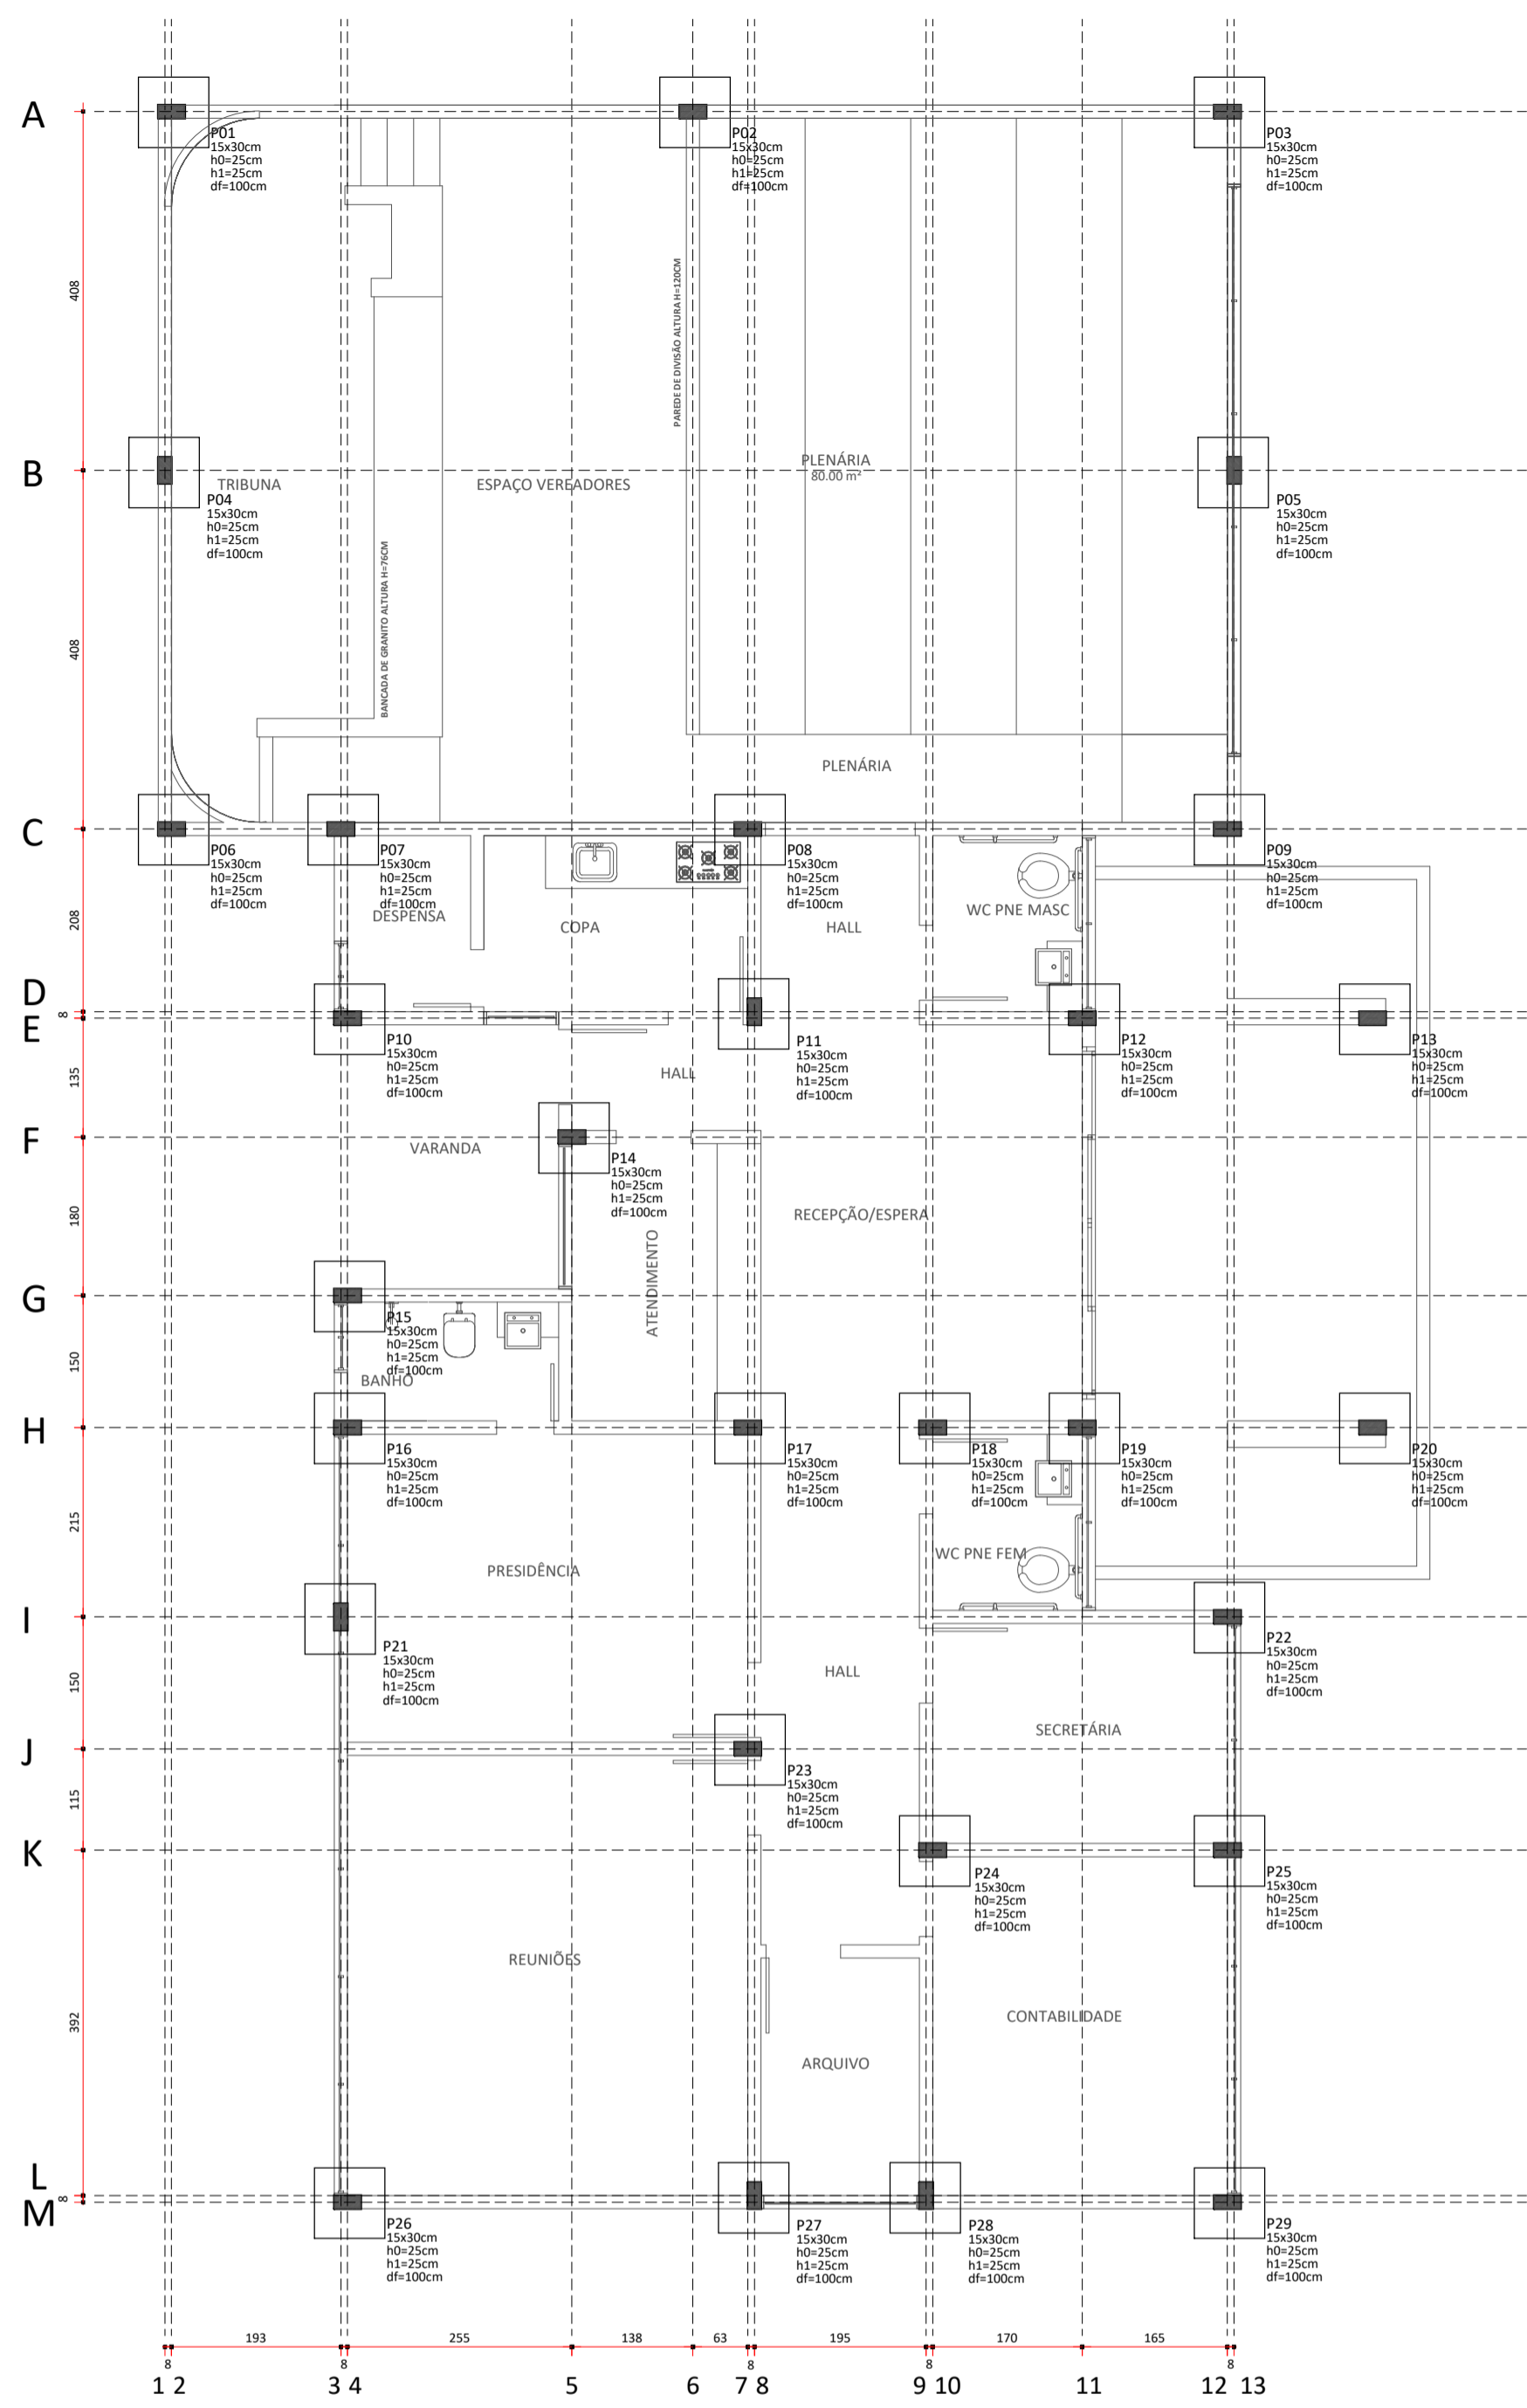 A
P01
15x30cm
h0=25cm
h1=25cm
df=100cm
P02
15x30cm
h0=25cm
h1=25cm
df=100cm
P03
15x30cm
h0=25cm
h1=25cm
df=100cm
408
PAREDE DE DIVISÃO ALTURA H=120CM
B
TRIBUNA
ESPAÇO VEREADORES
PLENÁRIA
80.00 m²
P04
15x30cm
h0=25cm
h1=25cm
df=100cm
P05
15x30cm
h0=25cm
h1=25cm
df=100cm
BANCADA DE GRANITO ALTURA H=76CM
408
PLENÁRIA
C
P06
15x30cm
h0=25cm
h1=25cm
df=100cm
P07
15x30cm
h0=25cm
h1=25cm
df=100cm
P08
15x30cm
h0=25cm
h1=25cm
df=100cm
P09
15x30cm
h0=25cm
h1=25cm
df=100cm
208
DESPENSA
COPA
HALL
WC PNE MASC
D
8
E
P10
15x30cm
h0=25cm
h1=25cm
df=100cm
P11
15x30cm
h0=25cm
h1=25cm
df=100cm
P12
15x30cm
h0=25cm
h1=25cm
df=100cm
P13
15x30cm
h0=25cm
h1=25cm
df=100cm
135
HALL
F
VARANDA
P14
15x30cm
h0=25cm
h1=25cm
df=100cm
180
RECEPÇÃO/ESPERA
ATENDIMENTO
G
P15
15x30cm
h0=25cm
h1=25cm
df=100cm
150
BANHO
H
P16
15x30cm
h0=25cm
h1=25cm
df=100cm
P17
15x30cm
h0=25cm
h1=25cm
df=100cm
P18
15x30cm
h0=25cm
h1=25cm
df=100cm
P19
15x30cm
h0=25cm
h1=25cm
df=100cm
P20
15x30cm
h0=25cm
h1=25cm
df=100cm
215
PRESIDÊNCIA
WC PNE FEM
I
P21
15x30cm
h0=25cm
h1=25cm
df=100cm
P22
15x30cm
h0=25cm
h1=25cm
df=100cm
150
HALL
SECRETÁRIA
J
P23
15x30cm
h0=25cm
h1=25cm
df=100cm
115
K
P24
15x30cm
h0=25cm
h1=25cm
df=100cm
P25
15x30cm
h0=25cm
h1=25cm
df=100cm
REUNIÕES
CONTABILIDADE
392
ARQUIVO
L
8
M
P26
15x30cm
h0=25cm
h1=25cm
df=100cm
P27
15x30cm
h0=25cm
h1=25cm
df=100cm
P28
15x30cm
h0=25cm
h1=25cm
df=100cm
P29
15x30cm
h0=25cm
h1=25cm
df=100cm
193 255 138 63 195 170 165
8 8 8 8 8
1 2 3 4 5 6 7 8 9 10 11 12 13